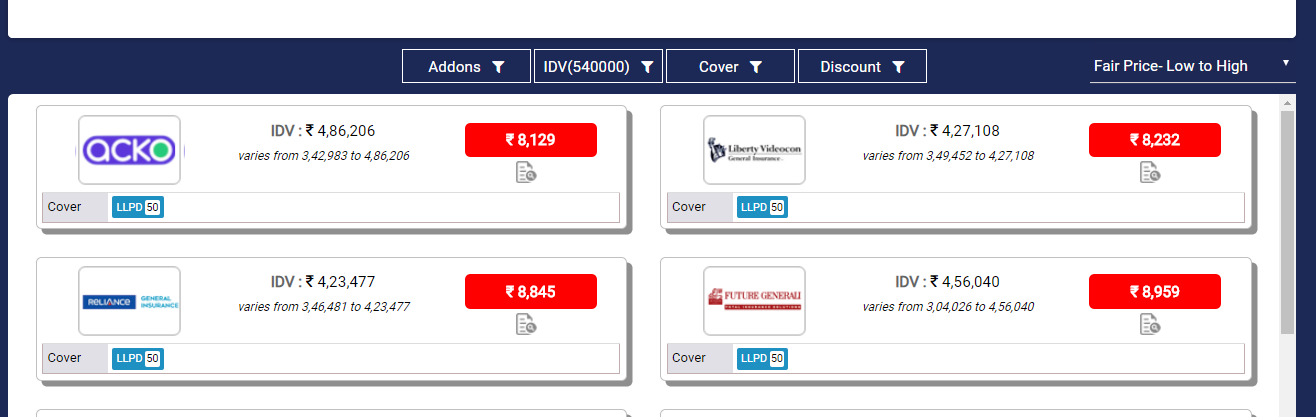 Addons
IDV(540000)
Cover
Discount
Fair Price- Low to High
acko
IDV : ₹ 4,86,206
varies from 3,42,983 to 4,86,206
₹ 8,129
Cover
LLPD 50
Liberty Videocon
General Insurance
IDV : ₹ 4,27,108
varies from 3,49,452 to 4,27,108
₹ 8,232
Cover
LLPD 50
RELIANCE
GENERAL
INSURANCE
IDV : ₹ 4,23,477
varies from 3,46,481 to 4,23,477
₹ 8,845
Cover
LLPD 50
FUTURE GENERALI
TOTAL INSURANCE SOLUTIONS
IDV : ₹ 4,56,040
varies from 3,04,026 to 4,56,040
₹ 8,959
Cover
LLPD 50